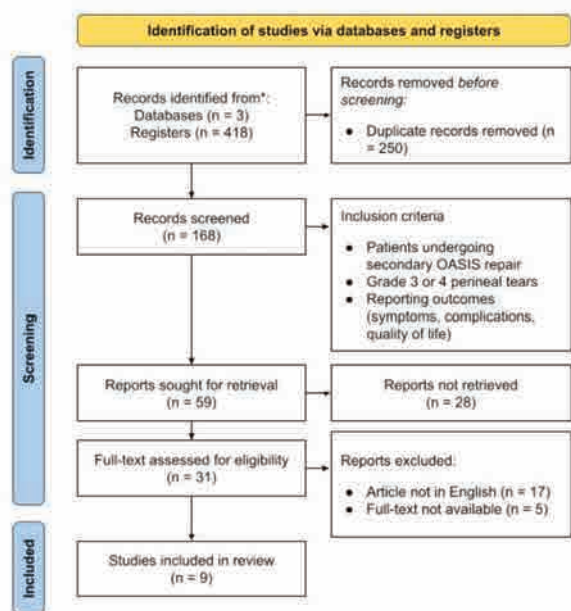 Identification of studies via databases and registers
Identification
Records identified from*:
Databases (n = 3)
Registers (n = 418)
Records removed before
screening:
● Duplicate records removed (n
= 250)
Screening
Records screened
(n = 168)
Inclusion criteria
● Patients undergoing
secondary OASIS repair
● Grade 3 or 4 perineal tears
● Reporting outcomes
(symptoms, complications,
quality of life)
Reports sought for retrieval
(n = 59)
Reports not retrieved
(n = 28)
Full-text assessed for eligibility
(n = 31)
Reports excluded:
● Article not in English (n = 17)
● Full-text not available (n = 5)
Included
Studies included in review
(n = 9)